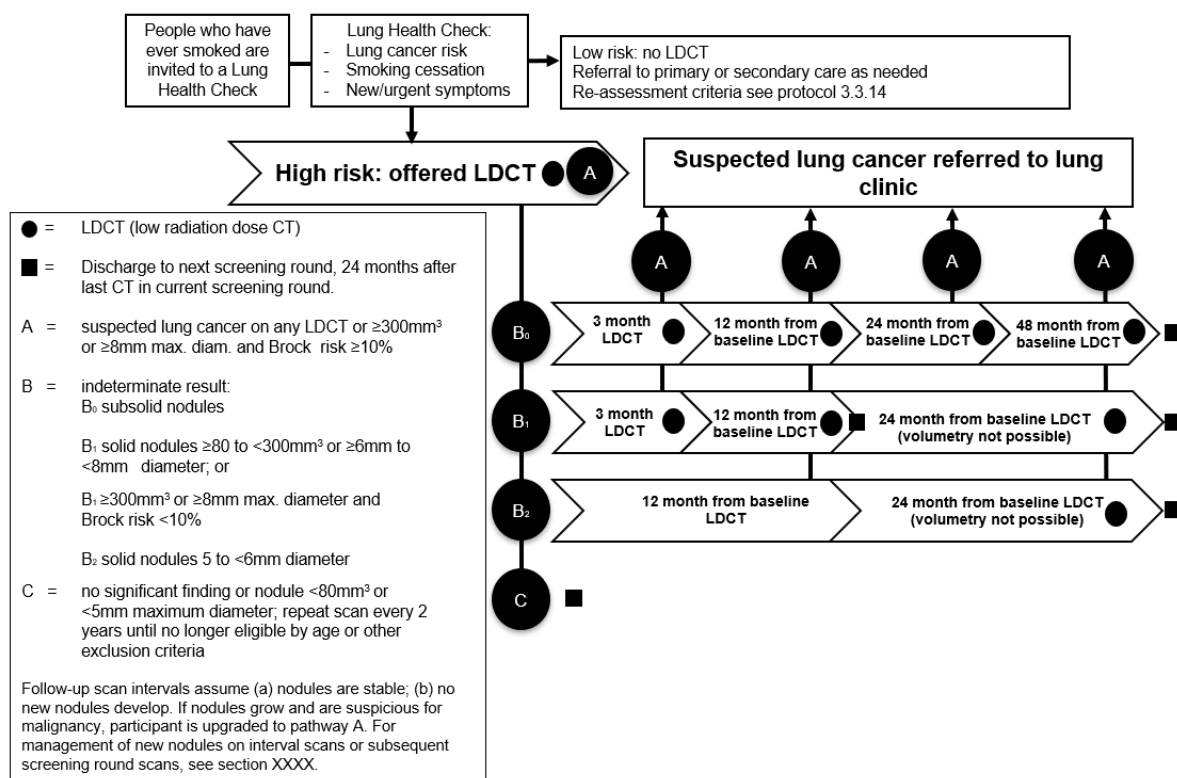 People who have
ever smoked are
invited to a Lung
Health Check
Lung Health Check:
- Lung cancer risk
- Smoking cessation
- New/urgent symptoms
Low risk: no LDCT
Referral to primary or secondary care as needed
Re-assessment criteria see protocol 3.3.14
High risk: offered LDCT
A
Suspected lung cancer referred to lung
clinic
A
A
A
A
= LDCT (low radiation dose CT)
= Discharge to next screening round, 24 months after
last CT in current screening round.
A = suspected lung cancer on any LDCT or ≥300mm³
or ≥8mm max. diam. and Brock risk ≥10%
B = indeterminate result:
B₀ subsolid nodules
B₁ solid nodules ≥80 to <300mm³ or ≥6mm to
<8mm diameter; or
B₁ ≥300mm³ or ≥8mm max. diameter and
Brock risk <10%
B₂ solid nodules 5 to <6mm diameter
C = no significant finding or nodule <80mm³ or
<5mm maximum diameter; repeat scan every 2
years until no longer eligible by age or other
exclusion criteria
Follow-up scan intervals assume (a) nodules are stable; (b) no
new nodules develop. If nodules grow and are suspicious for
malignancy, participant is upgraded to pathway A. For
management of new nodules on interval scans or subsequent
screening round scans, see section XXXX.
B₀
3 month
LDCT
12 month from
baseline LDCT
24 month from
baseline LDCT
48 month from
baseline LDCT
B₁
3 month
LDCT
12 month from
baseline LDCT
24 month from baseline LDCT
(volumetry not possible)
B₂
12 month from baseline
LDCT
24 month from baseline LDCT
(volumetry not possible)
C